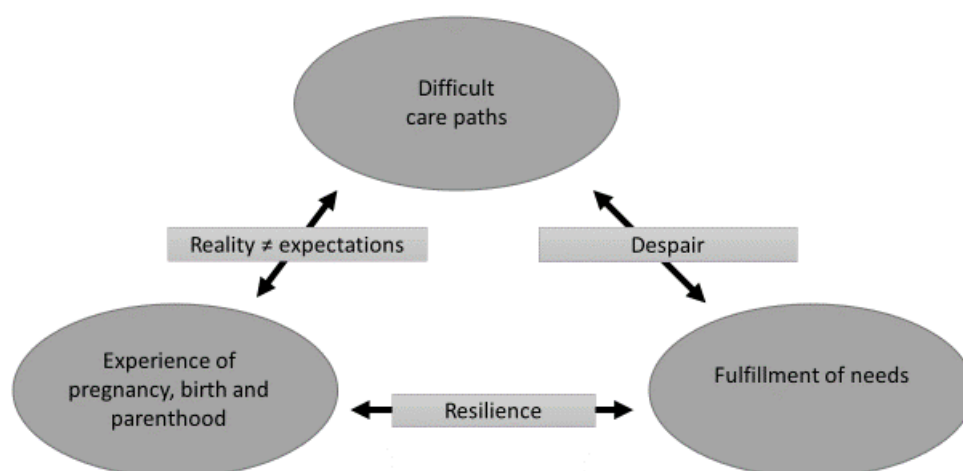 Difficult
care paths
Reality ≠ expectations
Despair
Experience of
pregnancy, birth and
parenthood
Fulfillment of needs
Resilience